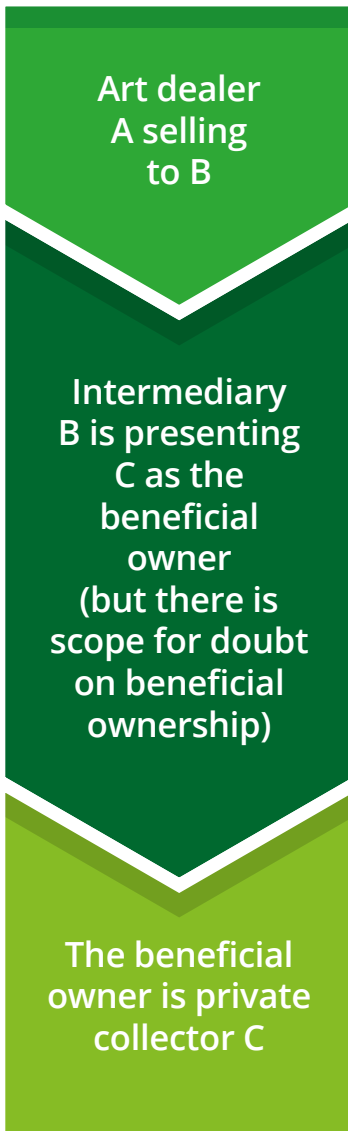 Art dealer
A selling
to B
Intermediary
B is presenting
C as the
beneficial
owner
(but there is
scope for doubt
on beneficial
ownership)
The beneficial
owner is private
collector C